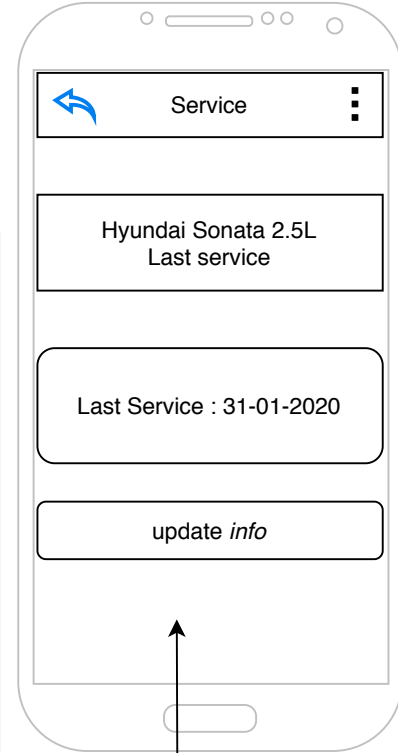 Service
Hyundai Sonata 2.5L
Last service
Last Service : 31-01-2020
update info